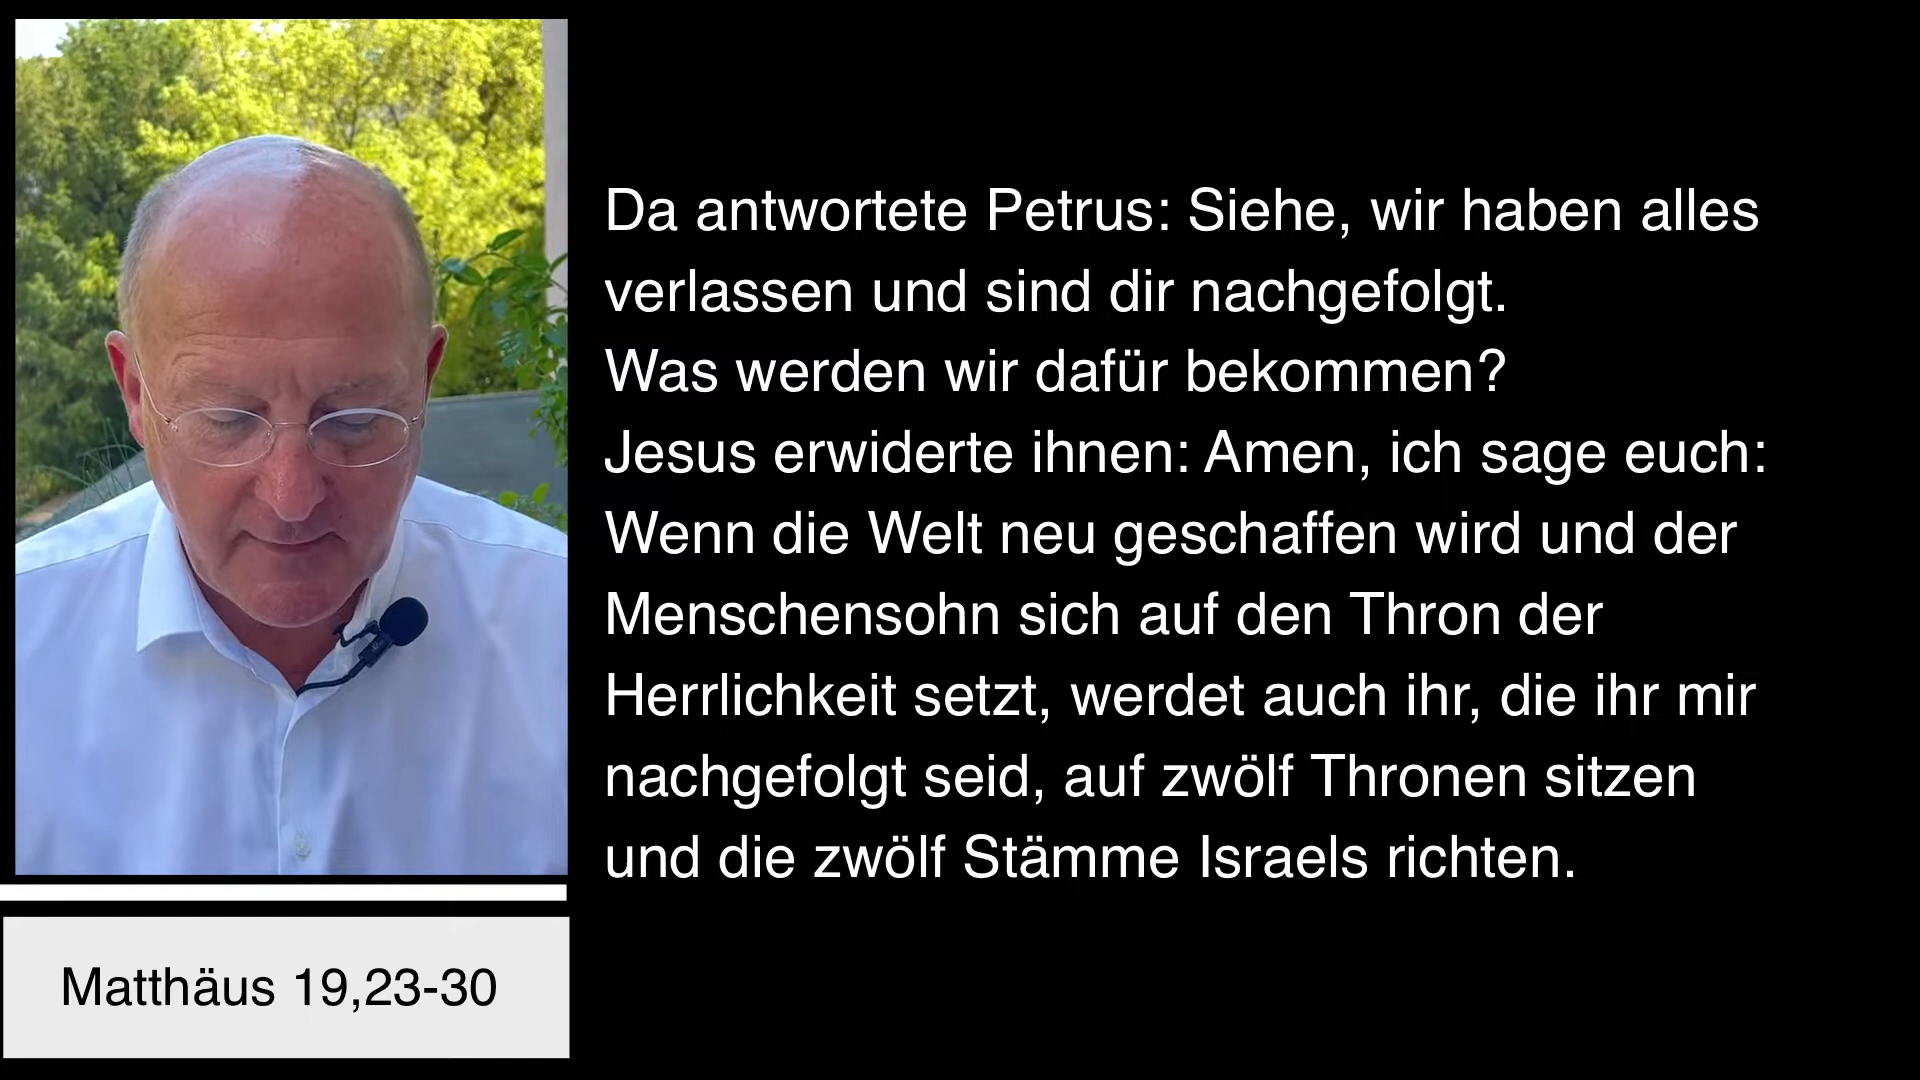 Da antwortete Petrus: Siehe, wir haben alles
verlassen und sind dir nachgefolgt.
Was werden wir dafür bekommen?
Jesus erwiderte ihnen: Amen, ich sage euch:
Wenn die Welt neu geschaffen wird und der
Menschensohn sich auf den Thron der
Herrlichkeit setzt, werdet auch ihr, die ihr mir
nachgefolgt seid, auf zwölf Thronen sitzen
und die zwölf Stämme Israels richten.
Matthäus 19,23-30